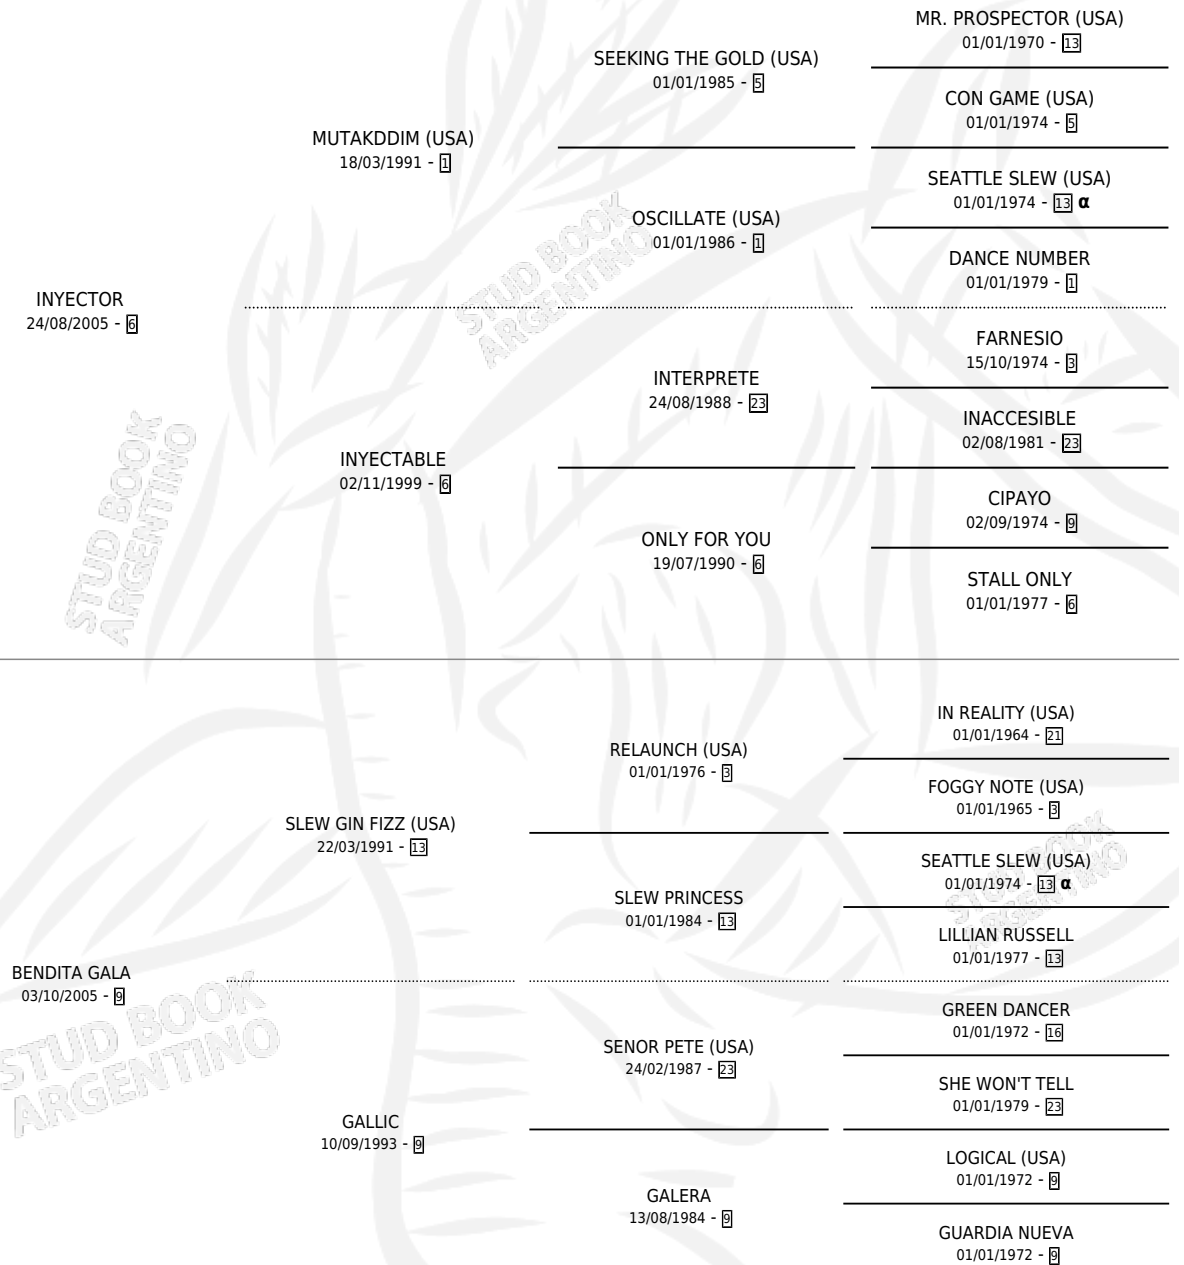 MR. PROSPECTOR (USA)
01/01/1970 - 13
SEEKING THE GOLD (USA)
01/01/1985 - 5
CON GAME (USA)
01/01/1974 - 5
MUTAKDDIM (USA)
18/03/1991 - 1
SEATTLE SLEW (USA)
01/01/1974 - 13 α
OSCILLATE (USA)
01/01/1986 - 1
DANCE NUMBER
01/01/1979 - 1
INYECTOR
24/08/2005 - 6
FARNESIO
15/10/1974 - 3
INTERPRETE
24/08/1988 - 23
INACCESIBLE
02/08/1981 - 23
INYECTABLE
02/11/1999 - 6
CIPAYO
02/09/1974 - 9
ONLY FOR YOU
19/07/1990 - 6
STALL ONLY
01/01/1977 - 6
IN REALITY (USA)
01/01/1964 - 21
RELAUNCH (USA)
01/01/1976 - 3
FOGGY NOTE (USA)
01/01/1965 - 3
SLEW GIN FIZZ (USA)
22/03/1991 - 13
SEATTLE SLEW (USA)
01/01/1974 - 13 α
SLEW PRINCESS
01/01/1984 - 13
LILLIAN RUSSELL
01/01/1977 - 13
BENDITA GALA
03/10/2005 - 9
GREEN DANCER
01/01/1972 - 16
SENOR PETE (USA)
24/02/1987 - 23
SHE WON'T TELL
01/01/1979 - 23
GALLIC
10/09/1993 - 9
LOGICAL (USA)
01/01/1972 - 9
GALERA
13/08/1984 - 9
GUARDIA NUEVA
01/01/1972 - 9
STUD BOOK
ARGENTINO
STUD BOOK
ARGENTINO
STUD BOOK
ARGENTINO
STUD BOOK
ARGENTINO